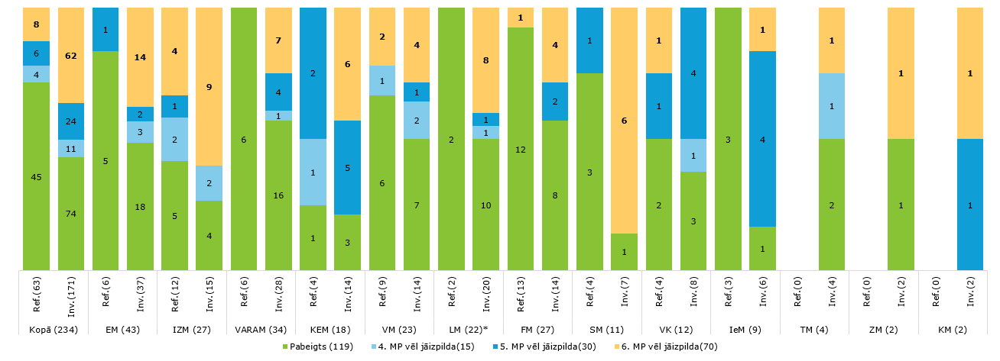 8 6 4 45
62 24 11 74
1 5
14 2 3 18
4 1 2 5
9 2 4
6
7 4 1 16
2 1 1
6 5 3
2 1 6
4 1 2 7
2
8 1 1 10
1 12
4 2 8
1 3
6 1
1 1 2
4 1 3
3
1 4 1
1 1 2
1 1
1 1
Ref.(63) Inv.(171) Ref.(6) Inv.(37) Ref.(12) Inv.(15) Ref.(6) Inv.(28) Ref.(4) Inv.(14) Ref.(9) Inv.(14) Ref.(2) Inv.(20) Ref.(13) Inv.(14) Ref.(4) Inv.(7) Ref.(4) Inv.(8) Ref.(3) Inv.(6) Ref.(0) Inv.(4) Ref.(0) Inv.(2) Ref.(0) Inv.(2)
Kopā (234) EM (43) IZM (27) VARAM (34) KEM (18) VM (23) LM (22)* FM (27) SM (11) VK (12) IeM (9) TM (4) ZM (2) KM (2)
Pabeigts (119) 4. MP vēl jāizpilda(15) 5. MP vēl jāizpilda(30) 6. MP vēl jāizpilda(70)